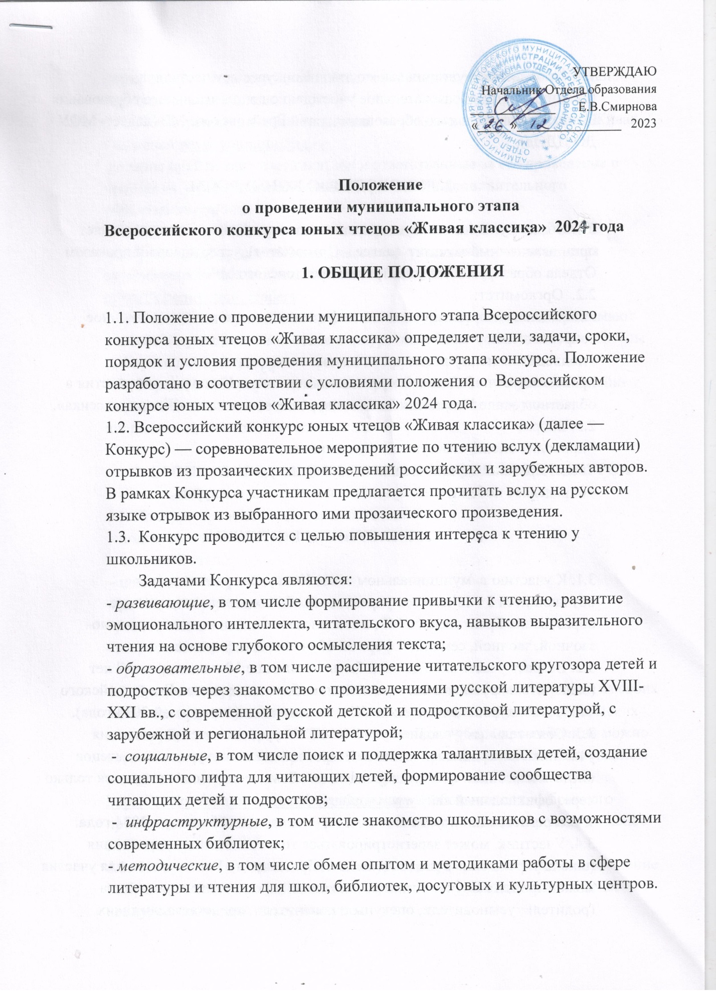 УТВЕРЖДАЮ
Начальник Отдела образования
Е.В.Смирнова
« 26 » 12 2023
Положение
о проведении муниципального этапа
Всероссийского конкурса юных чтецов «Живая классика» 2024 года
1. ОБЩИЕ ПОЛОЖЕНИЯ
1.1. Положение о проведении муниципального этапа Всероссийского
конкурса юных чтецов «Живая классика» определяет цели, задачи, сроки,
порядок и условия проведения муниципального этапа конкурса. Положение
разработано в соответствии с условиями положения о Всероссийском
конкурсе юных чтецов «Живая классика» 2024 года.
1.2. Всероссийский конкурс юных чтецов «Живая классика» (далее —
Конкурс) — соревновательное мероприятие по чтению вслух (декламации)
отрывков из прозаических произведений российских и зарубежных авторов.
В рамках Конкурса участникам предлагается прочитать вслух на русском
языке отрывок из выбранного ими прозаического произведения.
1.3. Конкурс проводится с целью повышения интереса к чтению у
школьников.
Задачами Конкурса являются:
- развивающие, в том числе формирование привычки к чтению, развитие
эмоционального интеллекта, читательского вкуса, навыков выразительного
чтения на основе глубокого осмысления текста;
- образовательные, в том числе расширение читательского кругозора детей и
подростков через знакомство с произведениями русской литературы XVIII-
XXI вв., с современной русской детской и подростковой литературой, с
зарубежной и региональной литературой;
- социальные, в том числе поиск и поддержка талантливых детей, создание
социального лифта для читающих детей, формирование сообщества
читающих детей и подростков;
- инфраструктурные, в том числе знакомство школьников с возможностями
современных библиотек;
- методические, в том числе обмен опытом и методиками работы в сфере
литературы и чтения для школ, библиотек, досуговых и культурных центров.